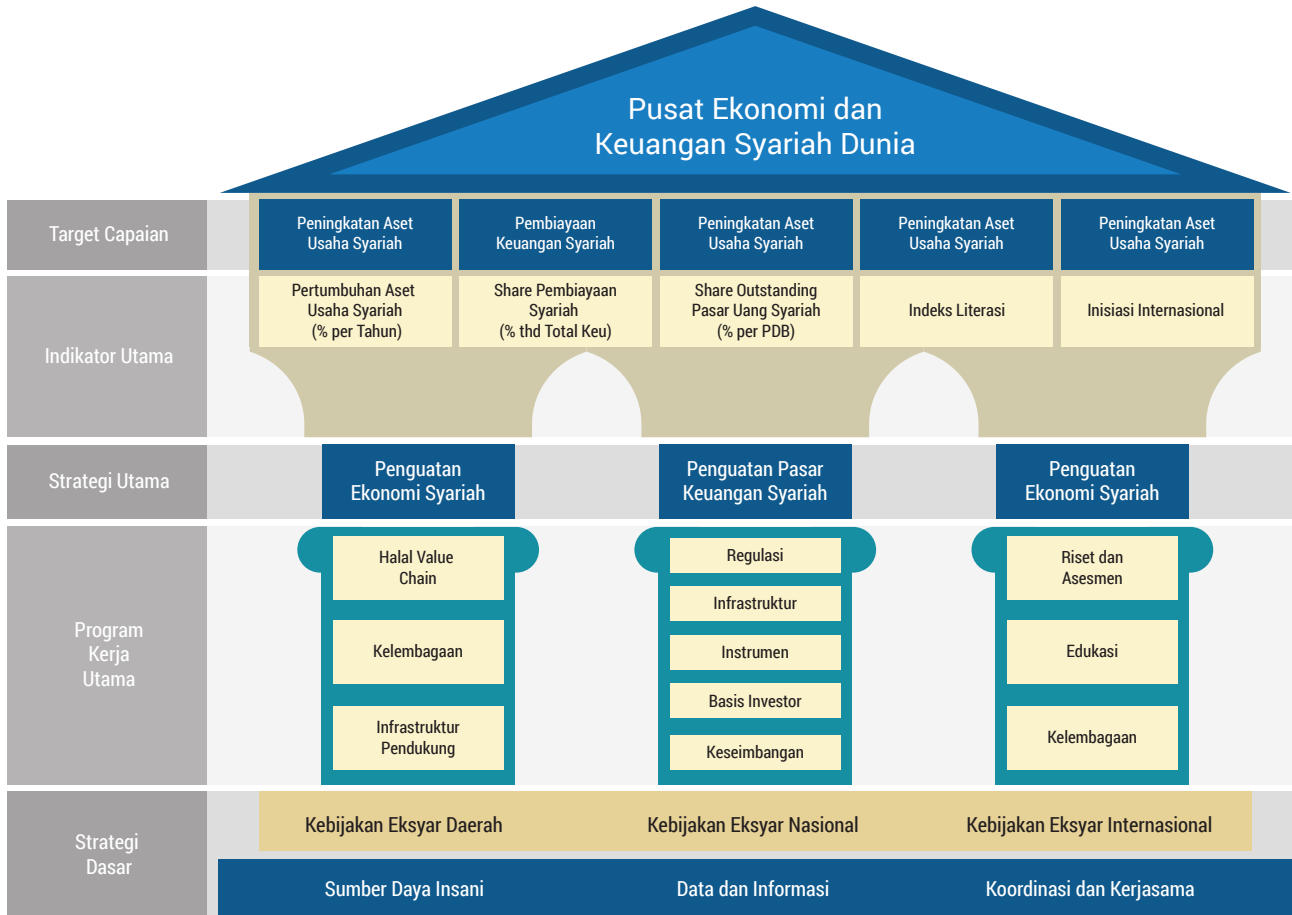 Pusat Ekonomi dan
Keuangan Syariah Dunia
Target Capaian
Peningkatan Aset
Usaha Syariah
Pembiayaan
Keuangan Syariah
Peningkatan Aset
Usaha Syariah
Peningkatan Aset
Usaha Syariah
Peningkatan Aset
Usaha Syariah
Indikator Utama
Pertumbuhan Aset
Usaha Syariah
(% per Tahun)
Share Pembiayaan
Syariah
(% thd Total Keu)
Share Outstanding
Pasar Uang Syariah
(% per PDB)
Indeks Literasi
Inisiasi Internasional
Strategi Utama
Penguatan
Ekonomi Syariah
Penguatan Pasar
Keuangan Syariah
Penguatan
Ekonomi Syariah
Program
Kerja
Utama
Halal Value
Chain
Kelembagaan
Infrastruktur
Pendukung
Regulasi
Infrastruktur
Instrumen
Basis Investor
Keseimbangan
Riset dan
Asesmen
Edukasi
Kelembagaan
Strategi
Dasar
Kebijakan Eksyar Daerah
Kebijakan Eksyar Nasional
Kebijakan Eksyar Internasional
Sumber Daya Insani
Data dan Informasi
Koordinasi dan Kerjasama